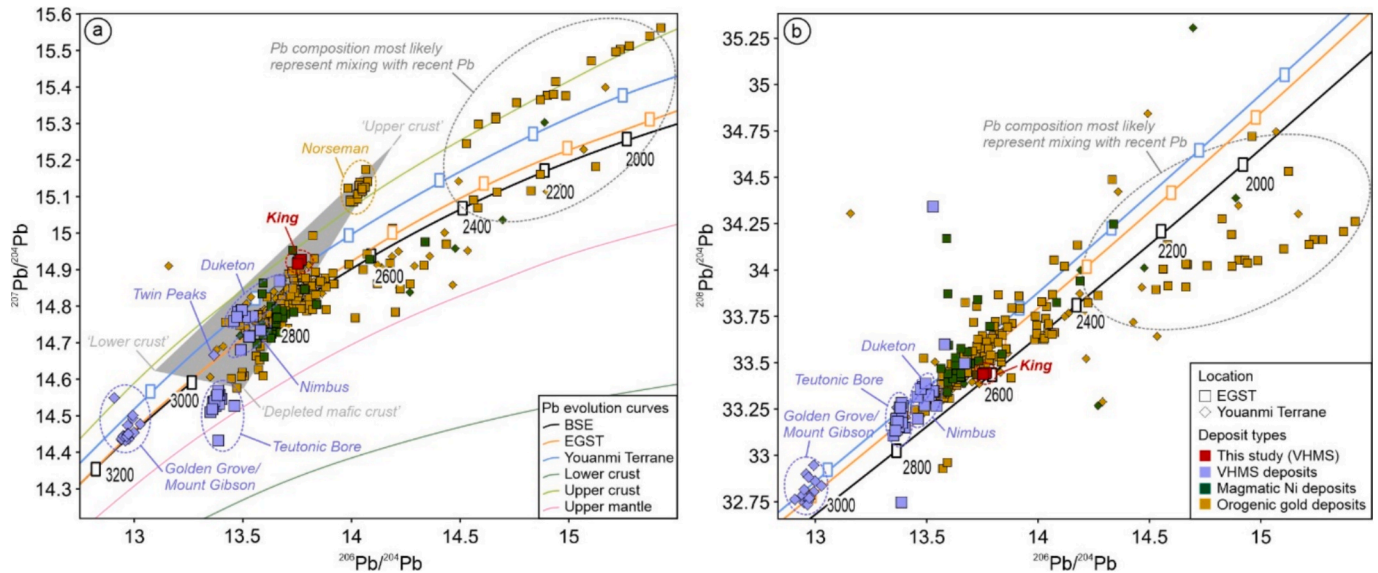 a
Pb composition most likely
represent mixing with recent Pb
'Upper crust'
Norseman
King
Duketon
Twin Peaks
'Lower crust'
Nimbus
'Depleted mafic crust'
Teutonic Bore
Golden Grove/
Mount Gibson
2000
2200
2400
2600
2800
3000
3200
15.6
15.5
15.4
15.3
15.2
15.1
15
14.9
14.8
14.7
14.6
14.5
14.4
14.3
²⁰⁷Pb/²⁰⁴Pb
13
13.5
14
14.5
15
²⁰⁶Pb/²⁰⁴Pb
Pb evolution curves
BSE
EGST
Youanmi Terrane
Lower crust
Upper crust
Upper mantle
b
Pb composition most likely
represent mixing with recent Pb
Duketon
Teutonic Bore
Golden Grove/
Mount Gibson
King
Nimbus
2000
2200
2400
2600
2800
3000
35.25
35
34.75
34.5
34.25
34
33.75
33.5
33.25
33
32.75
²⁰⁸Pb/²⁰⁴Pb
13
13.5
14
14.5
15
²⁰⁶Pb/²⁰⁴Pb
Location
EGST
Youanmi Terrane
Deposit types
This study (VHMS)
VHMS deposits
Magmatic Ni deposits
Orogenic gold deposits